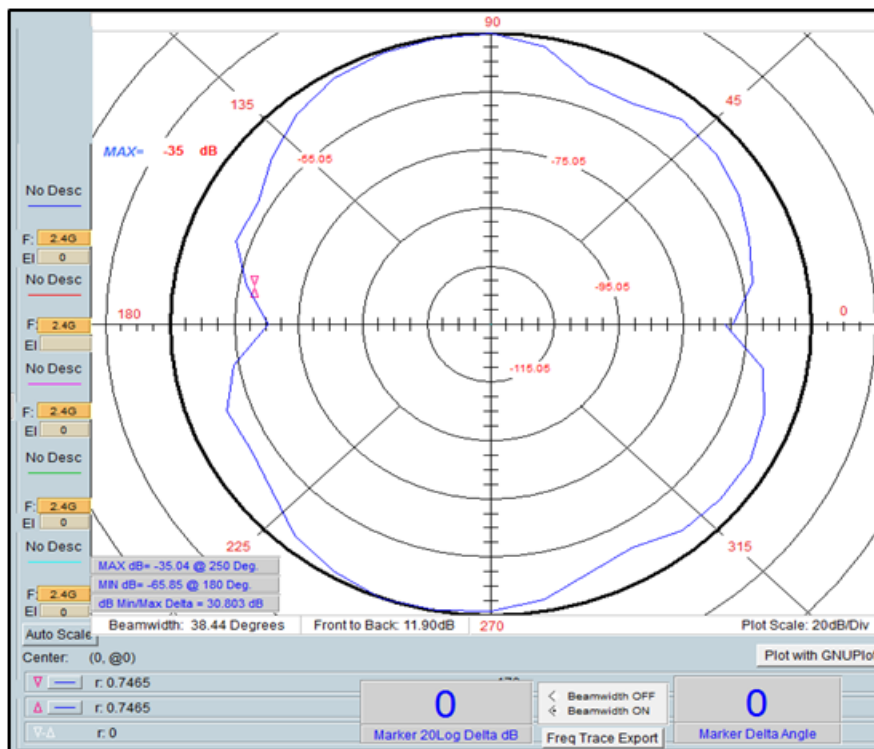 90
135
45
MAX= -35 dB
-55.05
-75.05
No Desc
F: 2.4G
El 0
No Desc
-95.05
180
0
F: 2.4G
El
No Desc
-115.05
F: 2.4G
El 0
No Desc
F: 2.4G
El 0
No Desc
225
315
MAX dB= -35.04 @ 250 Deg.
MIN dB= -65.85 @ 180 Deg.
dB Min/Max Delta = 30.803 dB
F: 2.4G
El 0
Beamwidth: 38.44 Degrees
Front to Back: 11.90dB
270
Plot Scale: 20dB/Div
Auto Scale
Center: (0, @0)
Plot with GNUPlot
r: 0.7465
r: 0.7465
r: 0
0
Marker 20Log Delta dB
< Beamwidth OFF
Beamwidth ON
Freq Trace Export
0
Marker Delta Angle